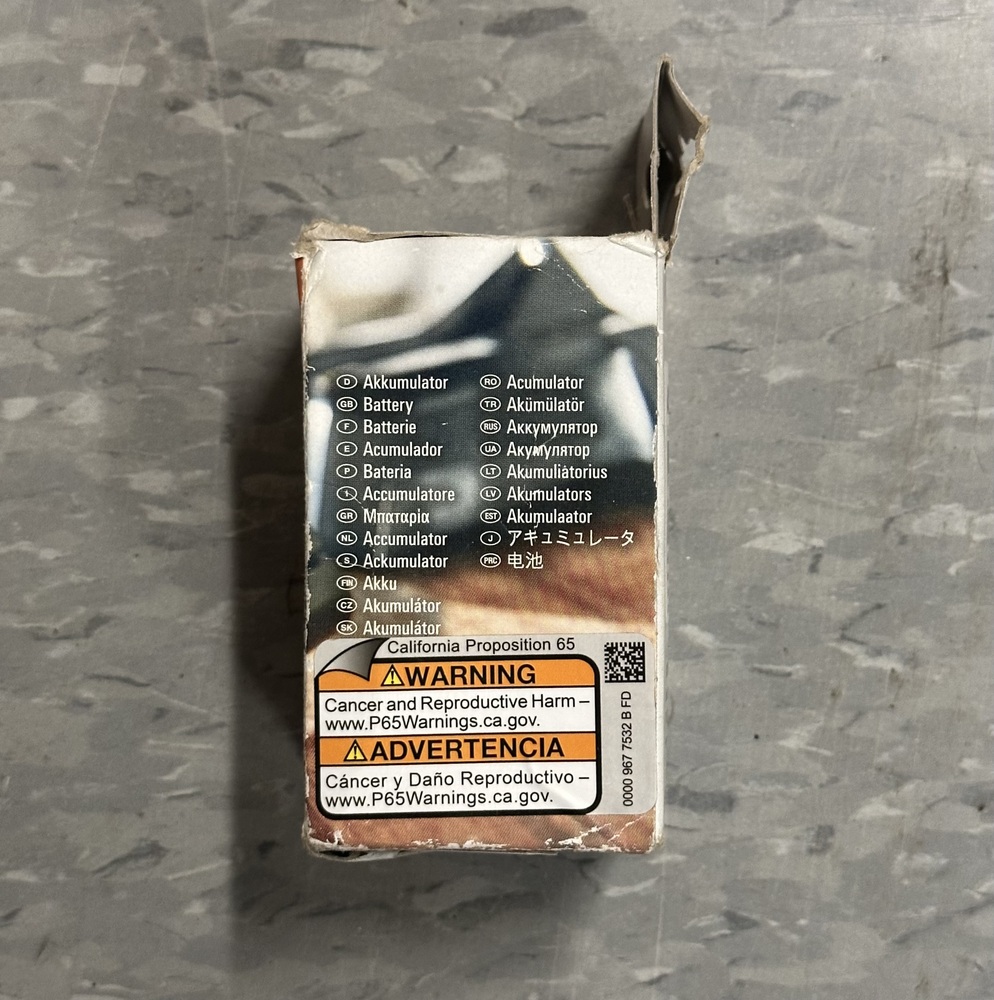 D Akkumulator
GB Battery
F Batterie
E Acumulador
P Bateria
I Accumulatore
GR Μπαταρία
NL Accumulator
S Ackumulator
FIN Akku
CZ Akumulátor
SK Akumulátor
RO Acumulator
TR Akümülatör
RUS Аккумулятор
UA Акумулятор
LT Akumuliãtorius
LV Akumulators
EST Akumulaator
J アキュミュレータ
PRC 电池
California Proposition 65
WARNING
Cancer and Reproductive Harm –
www.P65Warnings.ca.gov.
ADVERTENCIA
Cáncer y Daño Reproductivo –
www.P65Warnings.ca.gov.
0000 967 7532 B FD